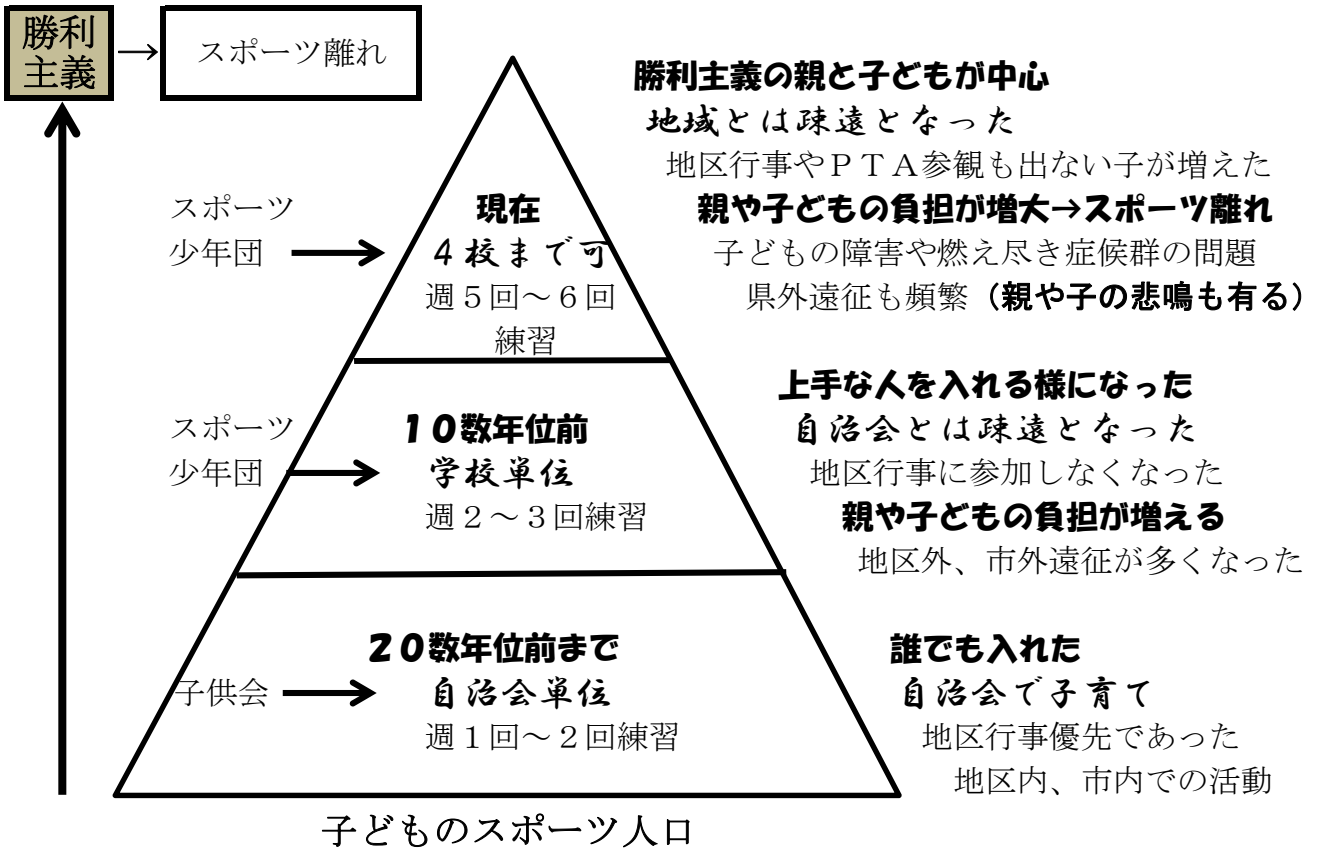 勝利
主義
→
スポーツ離れ
勝利主義の親と子どもが中心
地域とは疎遠となった
地区行事やＰＴＡ参観も出ない子が増えた
親や子どもの負担が増大→スポーツ離れ
子どもの障害や燃え尽き症候群の問題
県外遠征も頻繁（親や子の悲鳴も有る）
スポーツ
少年団
現在
４校まで可
週５回～６回
練習
上手な人を入れる様になった
自治会とは疎遠となった
地区行事に参加しなくなった
親や子どもの負担が増える
地区外、市外遠征が多くなった
スポーツ
少年団
１０数年位前
学校単位
週２～３回練習
誰でも入れた
自治会で子育て
地区行事優先であった
地区内、市内での活動
子供会
２０数年位前まで
自治会単位
週１回～２回練習
子どものスポーツ人口